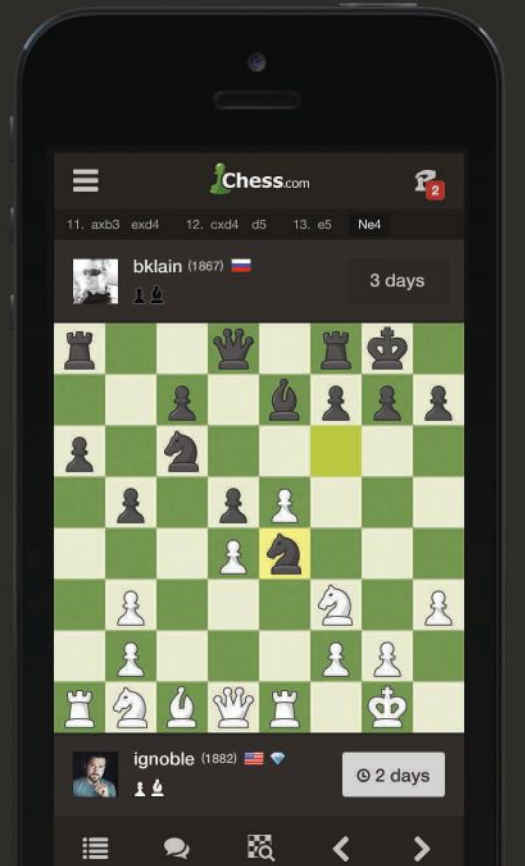 Chess.com
2
11. axb3 exd4 12. cxd4 d5 13. e5 Ne4
bklain (1867)
3 days
ignoble (1882)
2 days